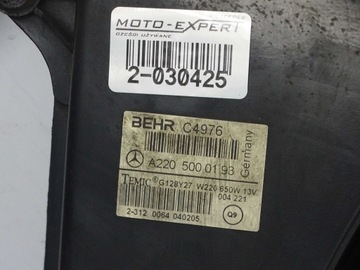 MOTO-EXPERT
CZĘŚCI UŻYWANE
2-030425
BEHR C4976
A220 500 01 93
Germany
TEMIC G128Y27 W220 650W 13V
004 221
2-312 0064 040205
Q9